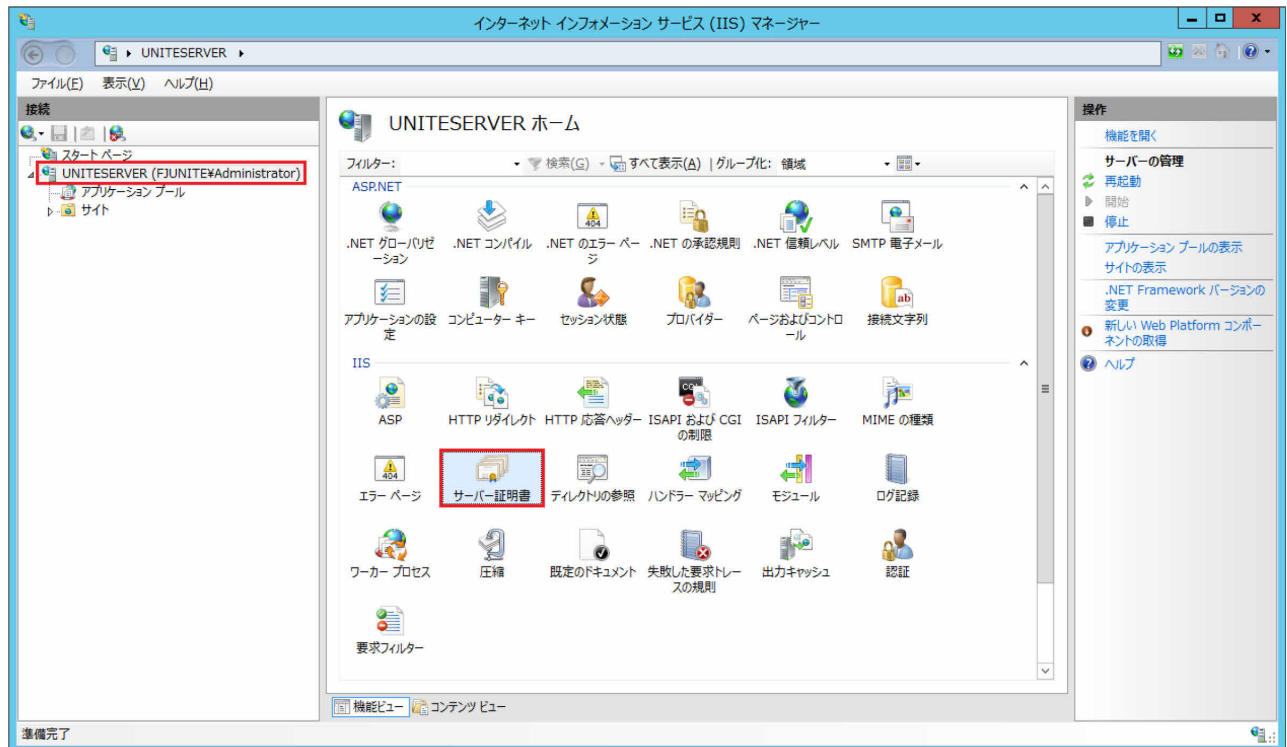 インターネット インフォメーション サービス (IIS) マネージャー
UNITESERVER
ファイル(F) 表示(V) ヘルプ(H)
接続
スタート ページ
UNITESERVER (FJUNITE¥Administrator)
アプリケーション プール
サイト
UNITESERVER ホーム
フィルター: 検索(G) すべて表示(A) グループ化: 領域
ASP.NET
.NET グローバリゼ
ーション
.NET コンパイル
.NET のエラー ペー
ジ
.NET の承認規則
.NET 信頼レベル
SMTP 電子メール
アプリケーションの設
定
コンピューター キー
セッション状態
プロバイダー
ページおよびコントロ
ール
接続文字列
IIS
ASP
HTTP リダイレクト
HTTP 応答ヘッダー
ISAPI および CGI
の制限
ISAPI フィルター
MIME の種類
エラー ページ
サーバー証明書
ディレクトリの参照
ハンドラー マッピング
モジュール
ログ記録
ワーカー プロセス
圧縮
既定のドキュメント
失敗した要求トレー
スの規則
出力キャッシュ
認証
要求フィルター
機能ビュー コンテンツ ビュー
操作
機能を開く
サーバーの管理
再起動
開始
停止
アプリケーション プールの表示
サイトの表示
.NET Framework バージョンの
変更
新しい Web Platform コンポー
ネントの取得
ヘルプ
準備完了